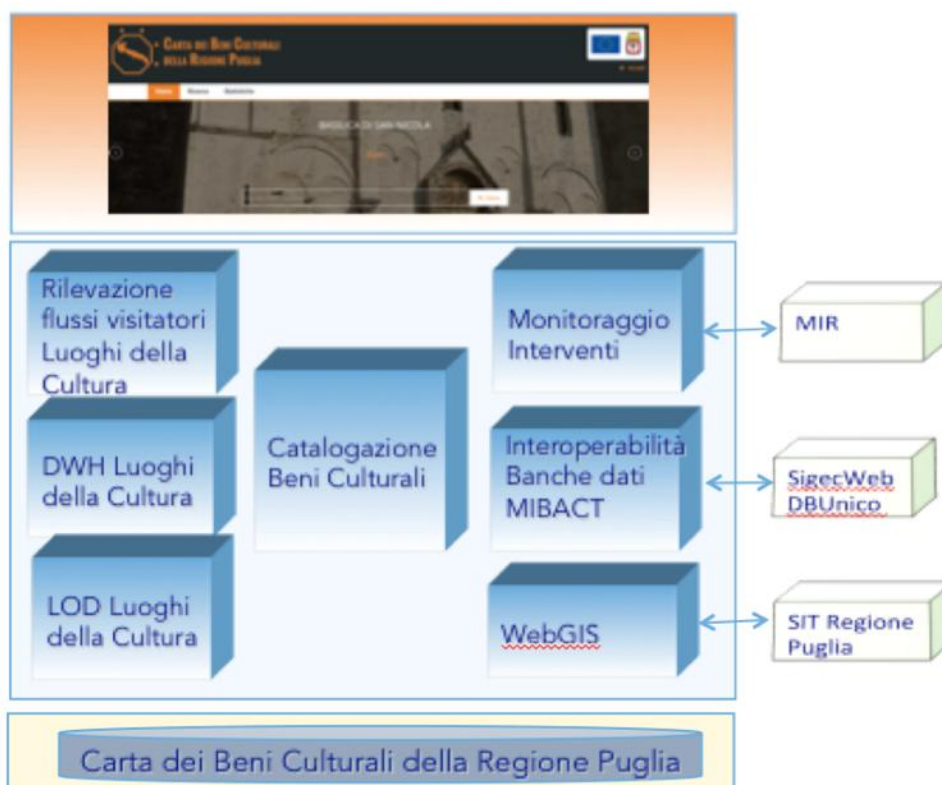 CARTA DEI BENI CULTURALI
DELLA REGIONE PUGLIA
Home Ricerca Statistiche
BASILICA DI SAN NICOLA
Rilevazione
flussi visitatori
Luoghi della
Cultura
DWH Luoghi
della Cultura
LOD Luoghi
della Cultura
Catalogazione
Beni Culturali
Monitoraggio
Interventi
Interoperabilità
Banche dati
MIBACT
WebGIS
MIR
SigecWeb
DBUnico
SIT Regione
Puglia
Carta dei Beni Culturali della Regione Puglia